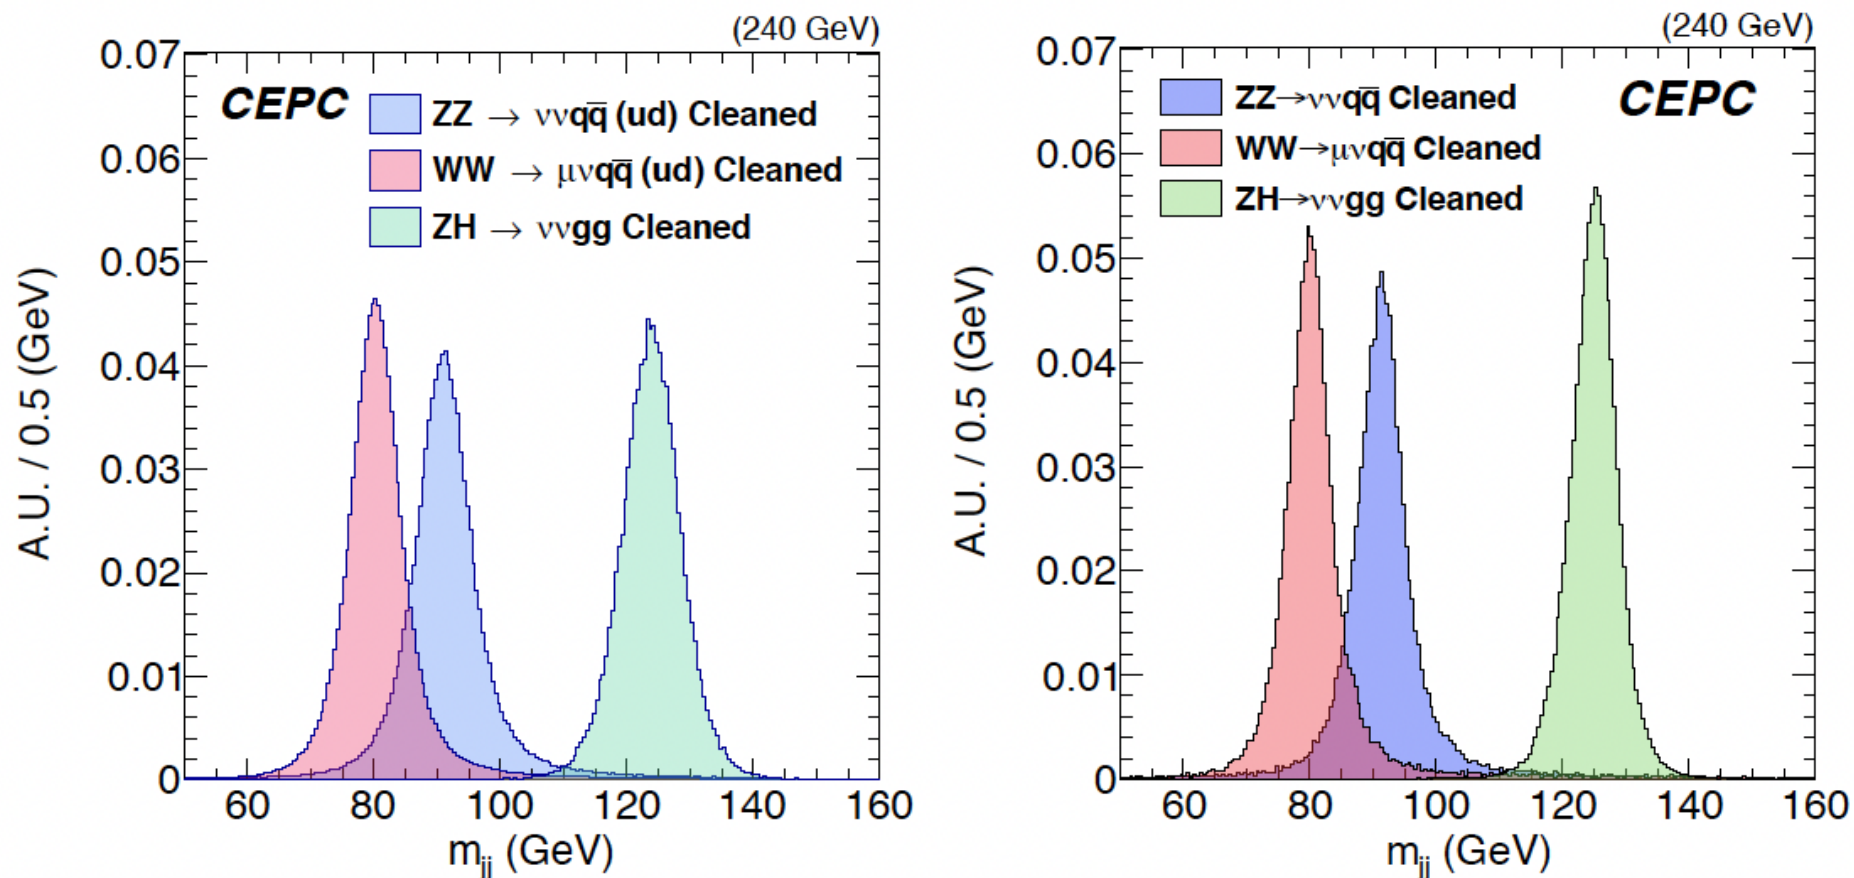 (240 GeV)
CEPC
ZZ → ννqq̅ (ud) Cleaned
WW → μνqq̅ (ud) Cleaned
ZH → ννgg Cleaned
A.U. / 0.5 (GeV)
0.07
0.06
0.05
0.04
0.03
0.02
0.01
0
60 80 100 120 140 160
m_jj (GeV)
(240 GeV)
ZZ→ννqq̅ Cleaned
WW→μνqq̅ Cleaned
ZH→ννgg Cleaned
CEPC
A.U. / 0.5 (GeV)
0.07
0.06
0.05
0.04
0.03
0.02
0.01
0
60 80 100 120 140 160
m_jj (GeV)